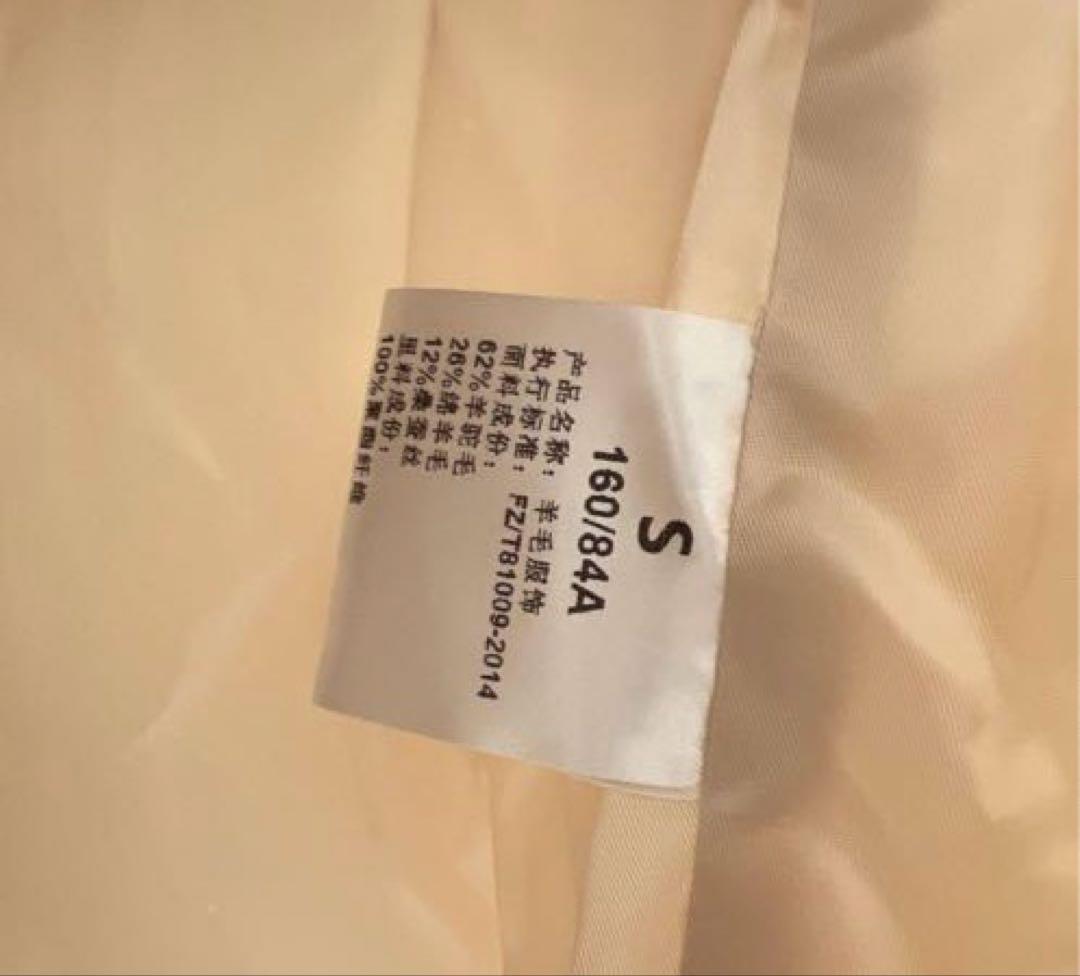 S
160/84A
产品名称：羊毛服饰
执行标准：FZ/T81009-2014
面料成份：
62%羊驼毛
26%绵羊毛
12%桑蚕丝
里料成份：
100%聚酯纤维